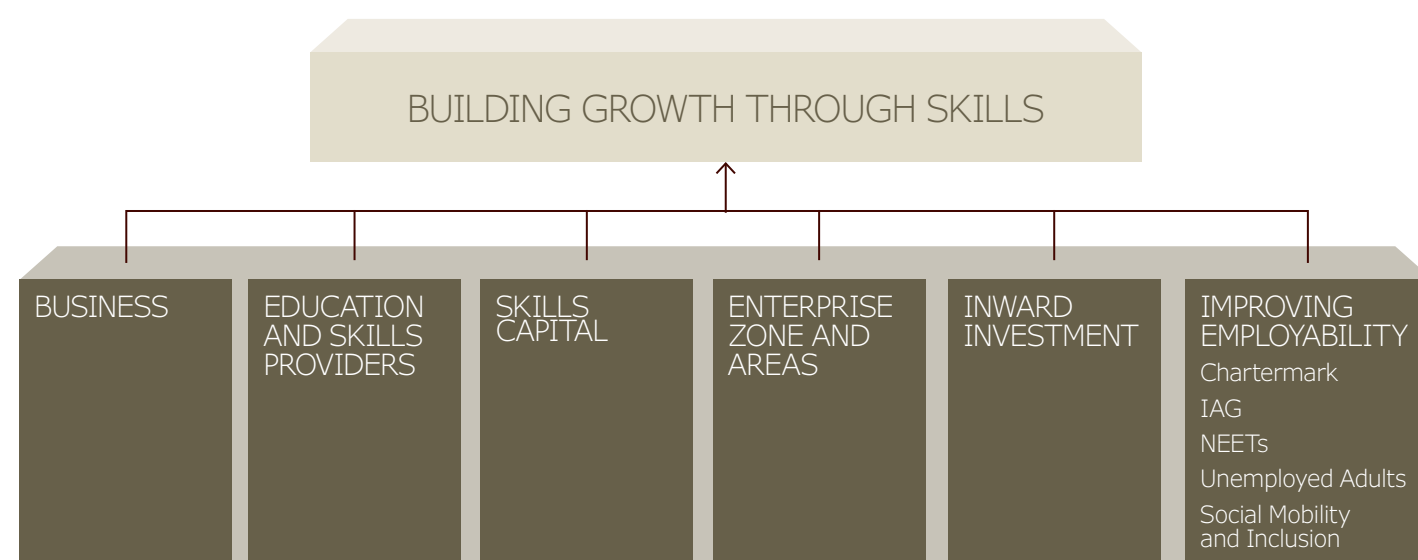 BUILDING GROWTH THROUGH SKILLS
BUSINESS
EDUCATION
AND SKILLS
PROVIDERS
SKILLS
CAPITAL
ENTERPRISE
ZONE AND
AREAS
INWARD
INVESTMENT
IMPROVING
EMPLOYABILITY
Chartermark
IAG
NEETs
Unemployed Adults
Social Mobility
and Inclusion